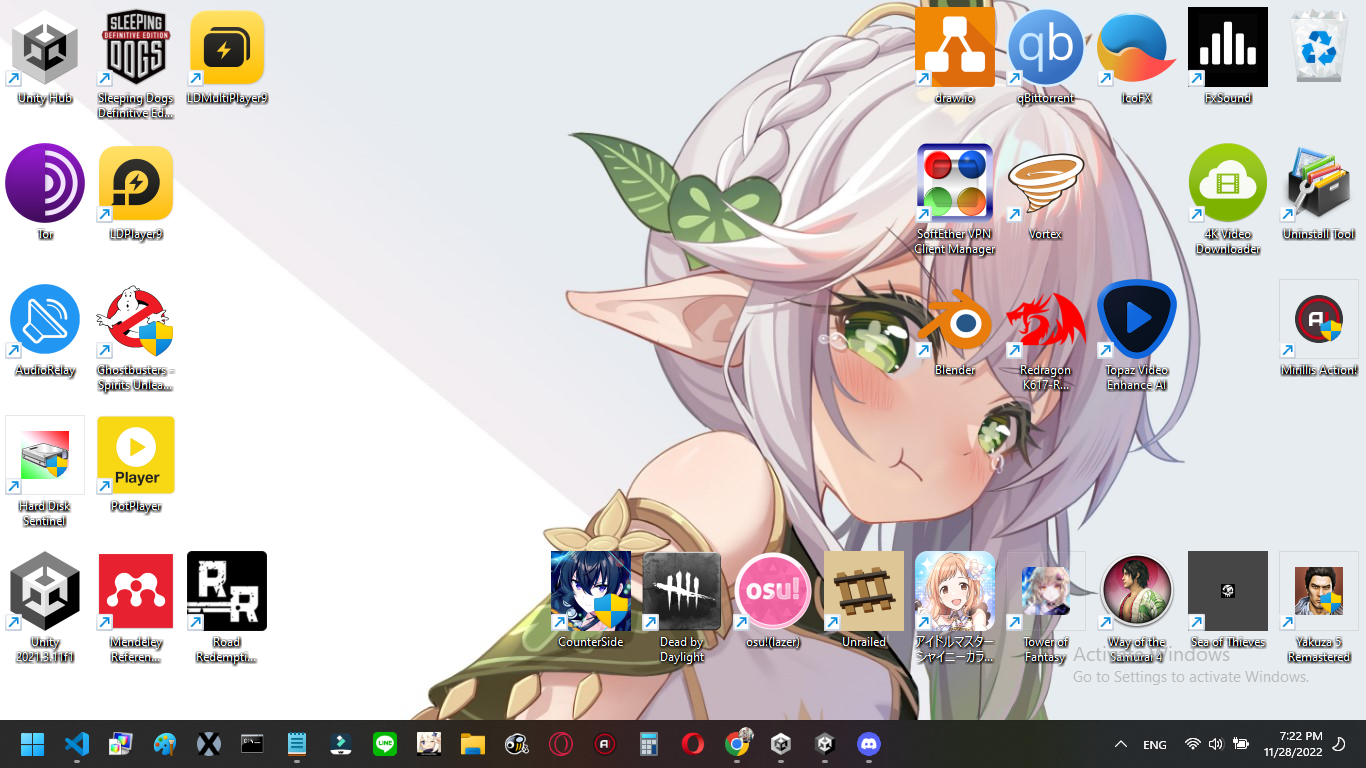 SLEEPING
DEFINITIVE EDITION
DOGS
qb
Unity Hub
Sleeping Dogs
Definitive Ed...
LDMultiPlayer9
draw.io
qBittorrent
IcoFX
FxSound
Tor
LDPlayer9
SoftEther VPN
Client Manager
Vortex
4K Video
Downloader
Uninstall Tool
AudioRelay
Ghostbusters -
Spirits Unlea...
Blender
Redragon
K617-R...
Topaz Video
Enhance AI
Mirillis Action!
Player
Hard Disk
Sentinel
PotPlayer
RR
osu!
Unity
2021.3.11f1
Mendeley
Referen...
Road
Redempti...
CounterSide
Dead by
Daylight
osu!(lazer)
Unrailed
アイドルマスター
シャイニーカラ...
Tower of
Fantasy
Way of the
Samurai 4
Sea of Thieves
Yakuza 5
Remastered
Activate Windows
Go to Settings to activate Windows.
LINE
ENG
7:22 PM
11/28/2022